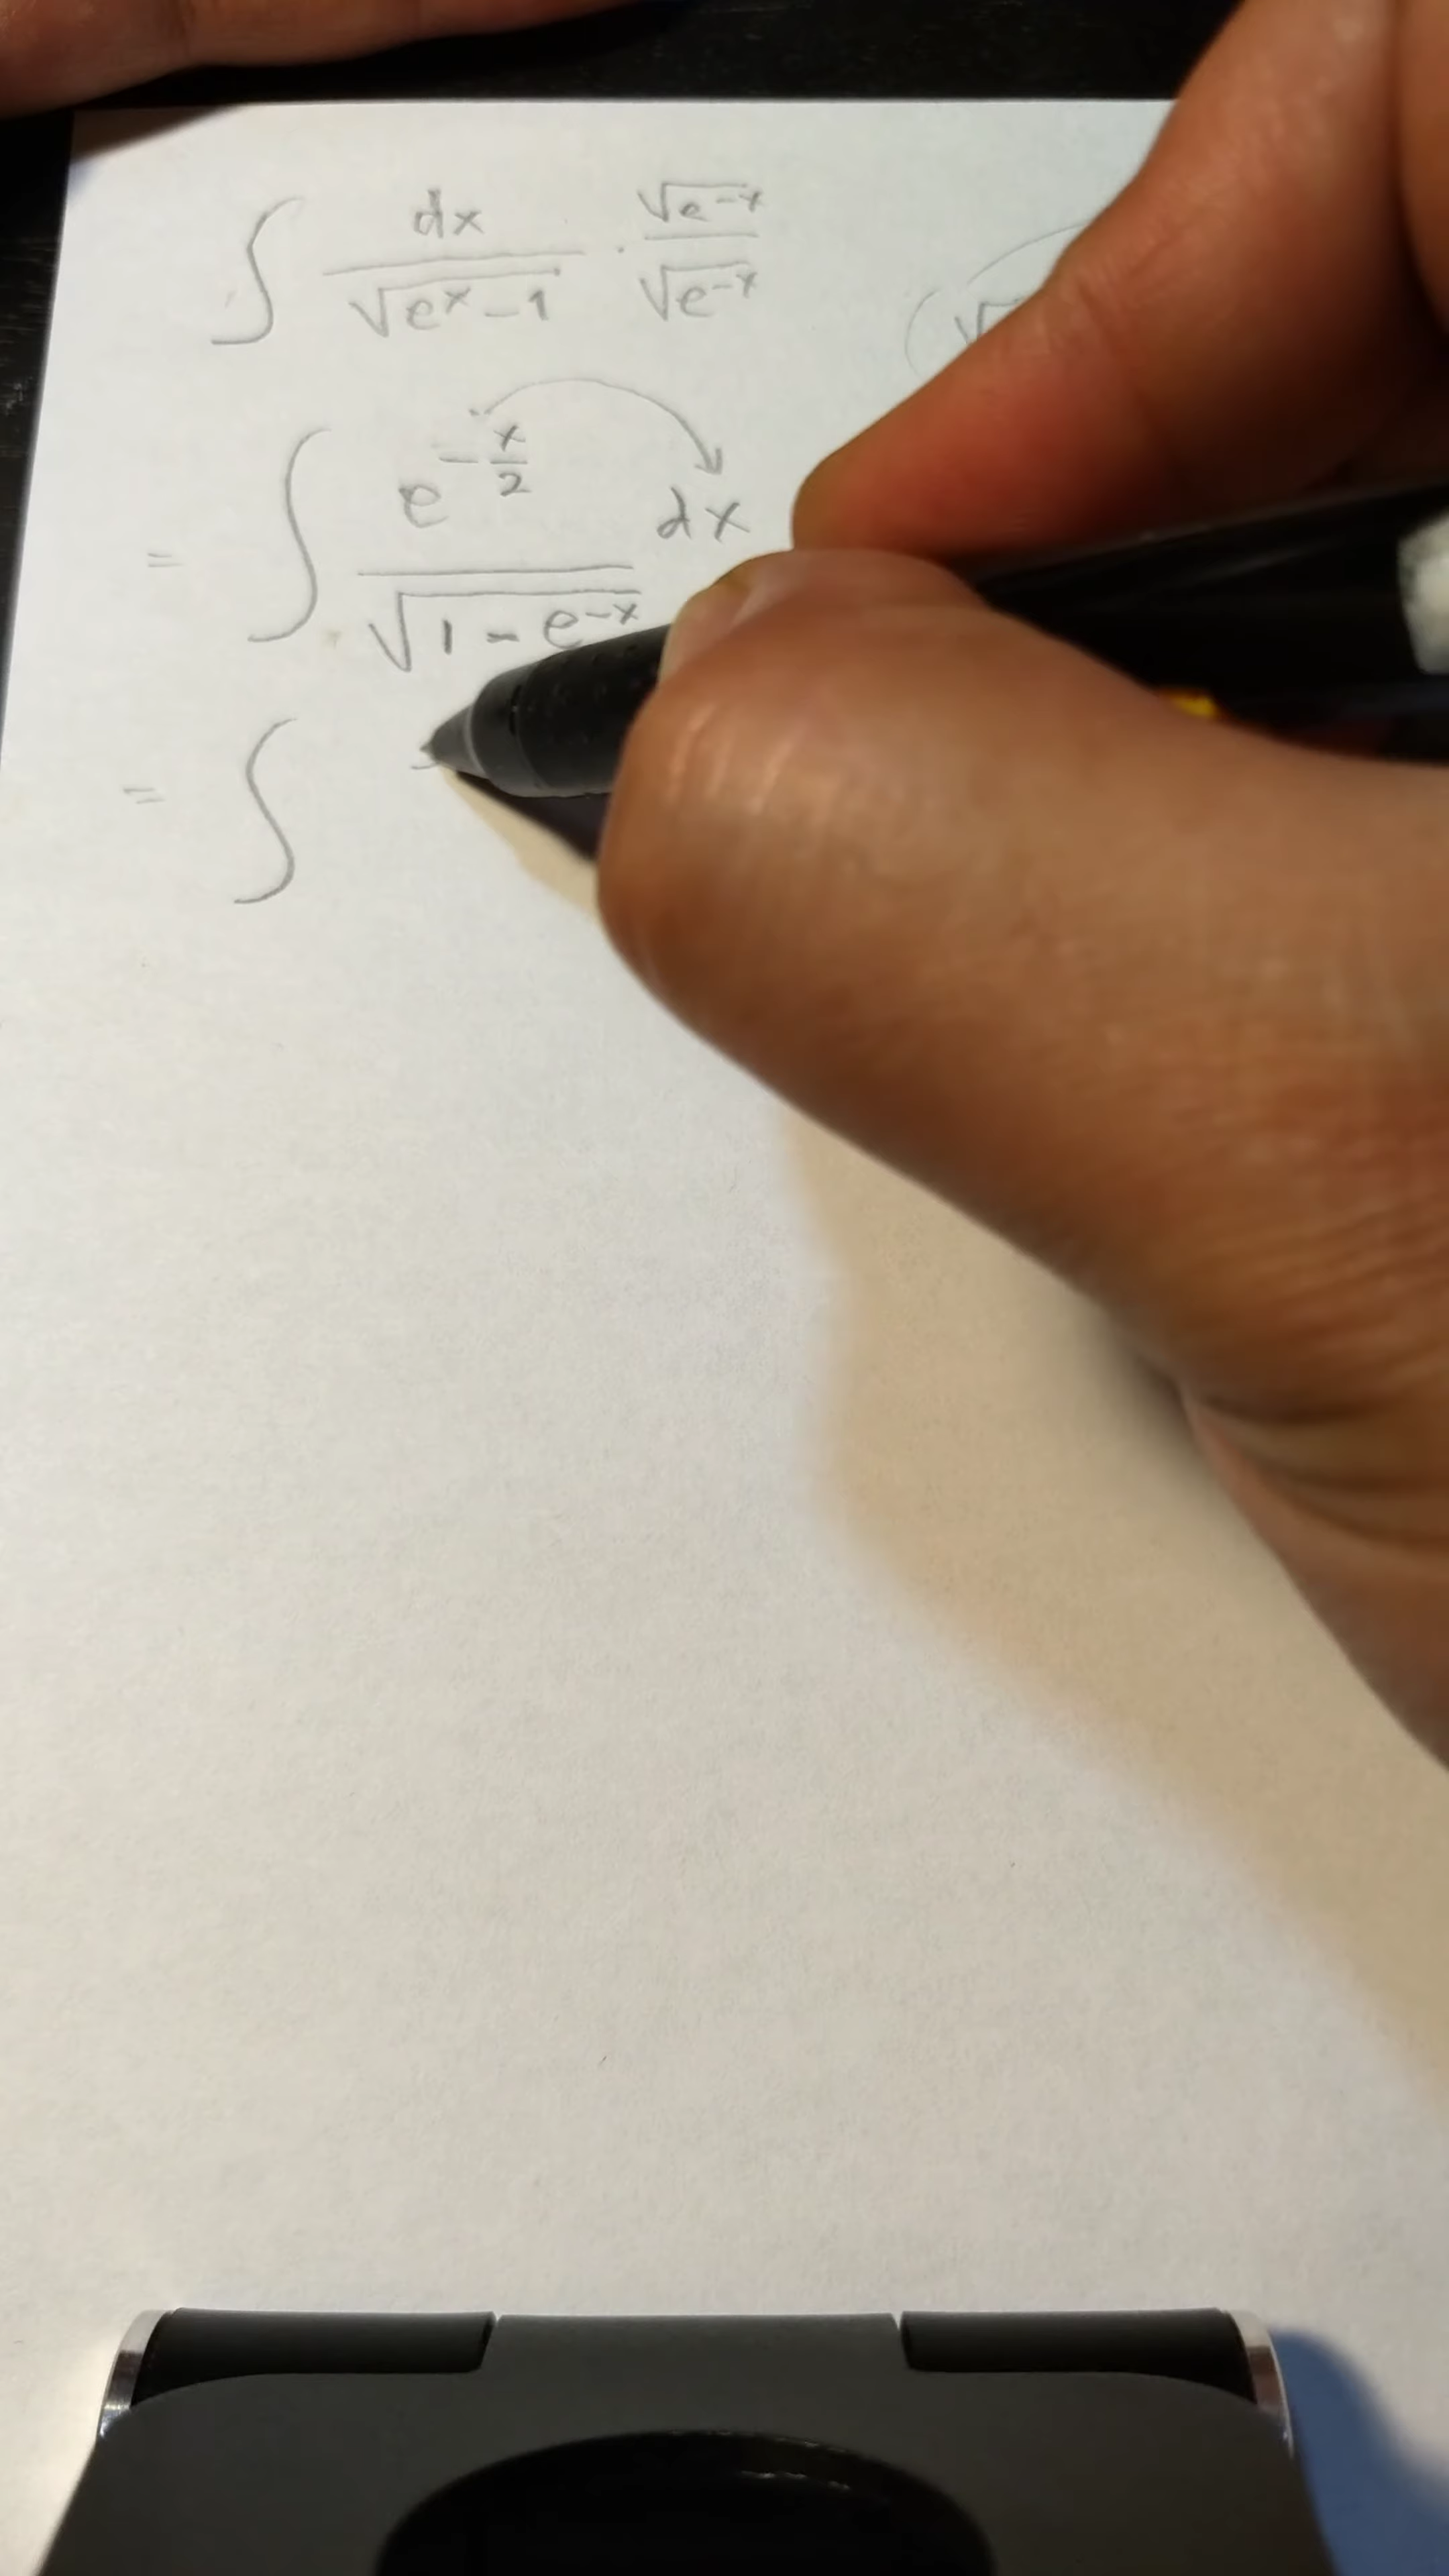 ∫ dx/√(eˣ-1) · √(e⁻ˣ)/√(e⁻ˣ)
= ∫ e^(-x/2)/√(1-e⁻ˣ) dx
= ∫